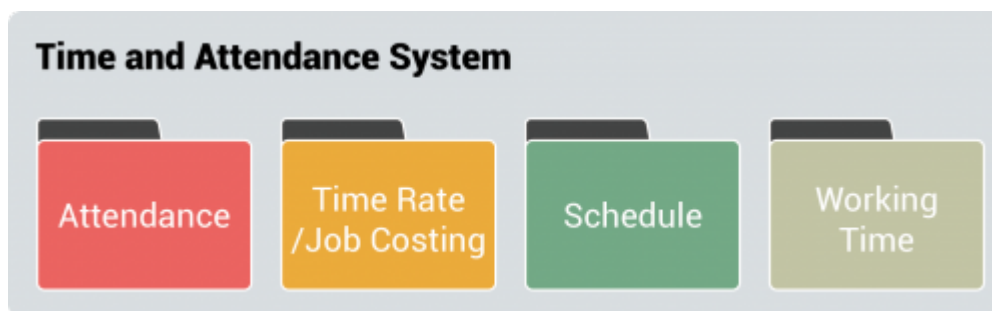 Time and Attendance System
Attendance
Time Rate
/Job Costing
Schedule
Working
Time